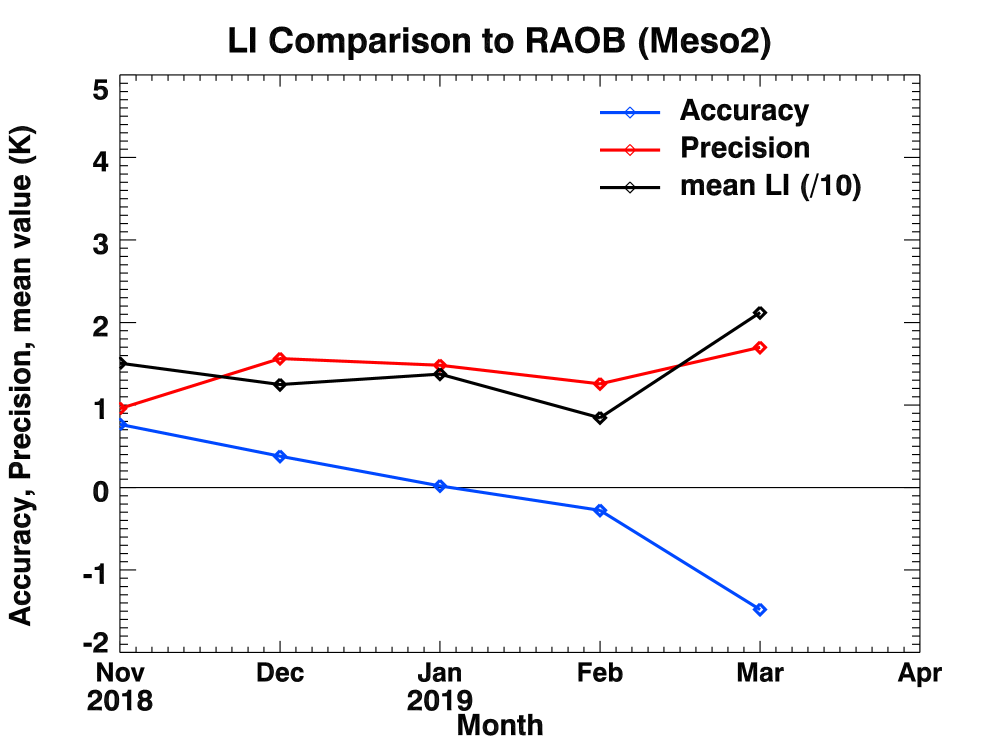 LI Comparison to RAOB (Meso2)
Accuracy, Precision, mean value (K)
5
4
3
2
1
0
-1
-2
Accuracy
Precision
mean LI (/10)
Nov Dec Jan Feb Mar Apr
2018 2019
Month